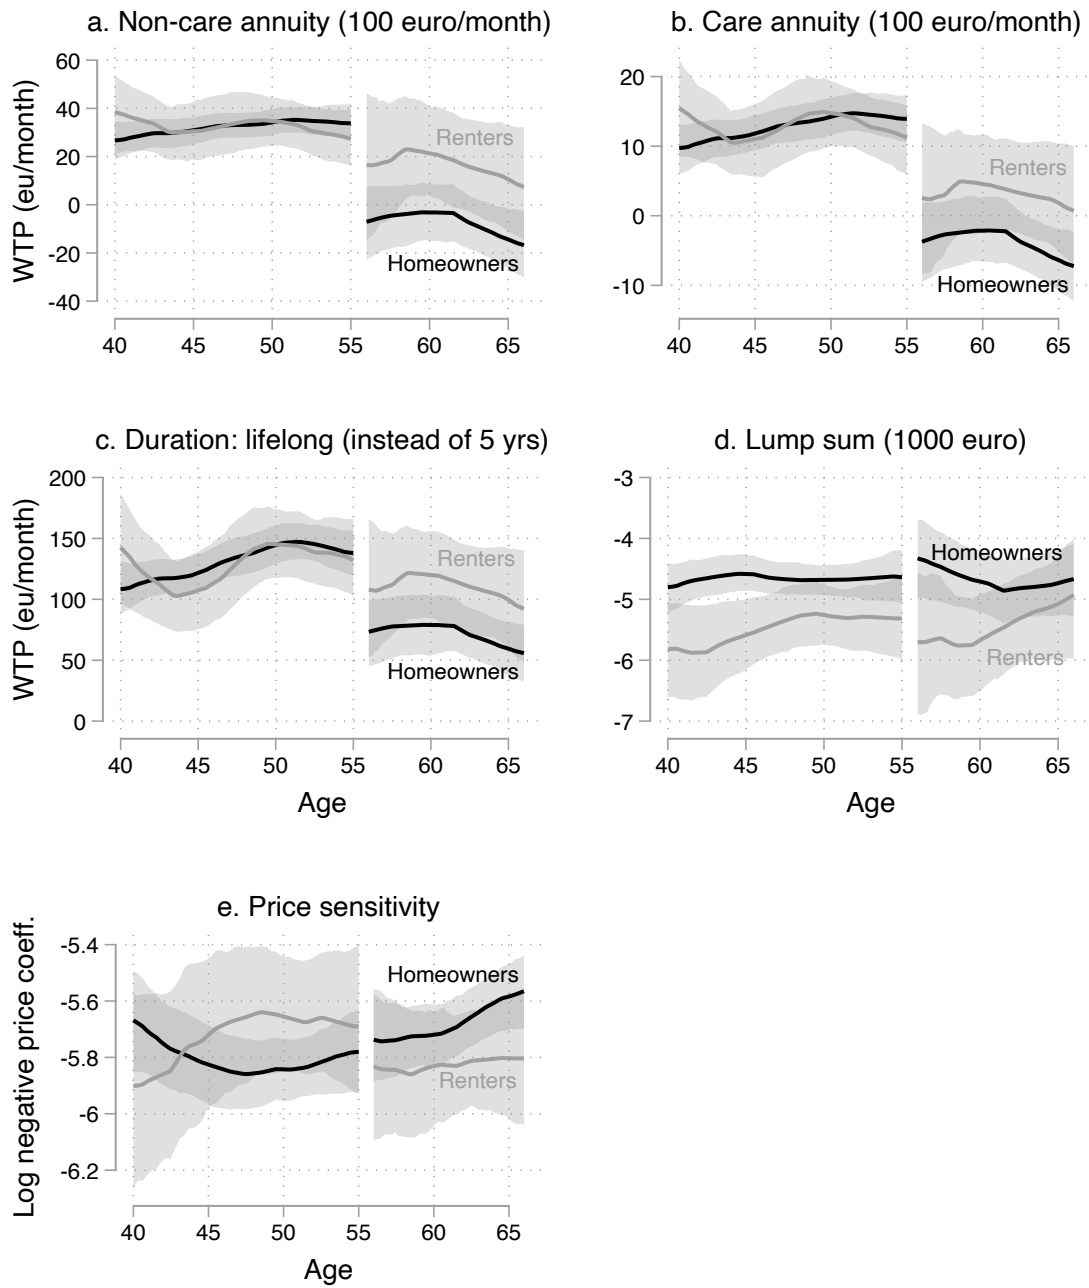 a. Non-care annuity (100 euro/month)
WTP (eu/month)
60
40
20
0
-20
-40
Renters
Homeowners
40 45 50 55 60 65
b. Care annuity (100 euro/month)
20
10
0
-10
Renters
Homeowners
40 45 50 55 60 65
c. Duration: lifelong (instead of 5 yrs)
WTP (eu/month)
200
150
100
50
0
Renters
Homeowners
40 45 50 55 60 65
Age
d. Lump sum (1000 euro)
-3
-4
-5
-6
-7
Homeowners
Renters
40 45 50 55 60 65
Age
e. Price sensitivity
Log negative price coeff.
-5.4
-5.6
-5.8
-6
-6.2
Homeowners
Renters
40 45 50 55 60 65
Age